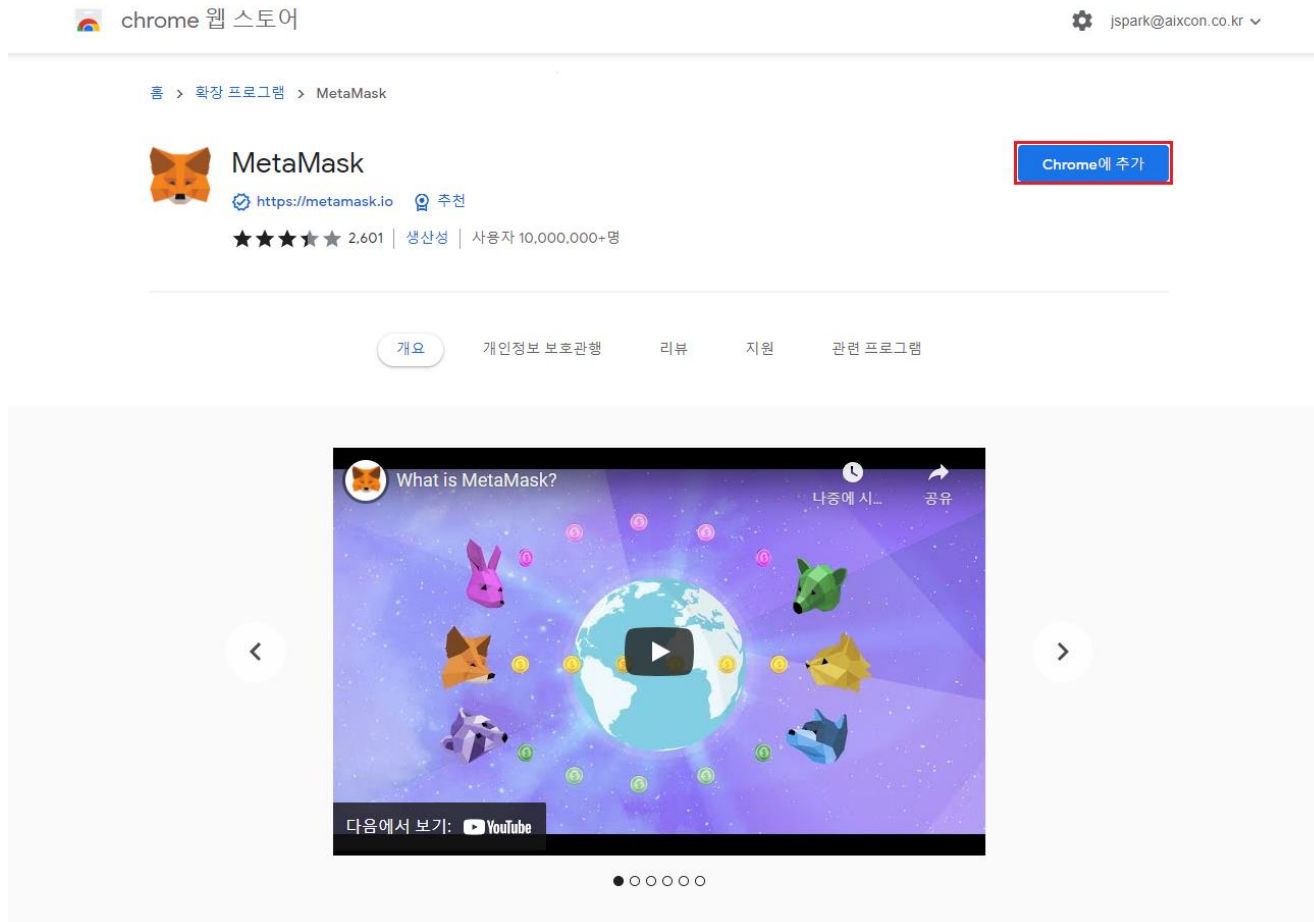 chrome 웹 스토어
jspark@aixcon.co.kr
홈 > 확장 프로그램 > MetaMask
MetaMask
Chrome에 추가
https://metamask.io 추천
2,601 | 생산성 | 사용자 10,000,000+명
개요 개인정보 보호관행 리뷰 지원 관련 프로그램
What is MetaMask?
나중에 시...
공유
다음에서 보기: YouTube